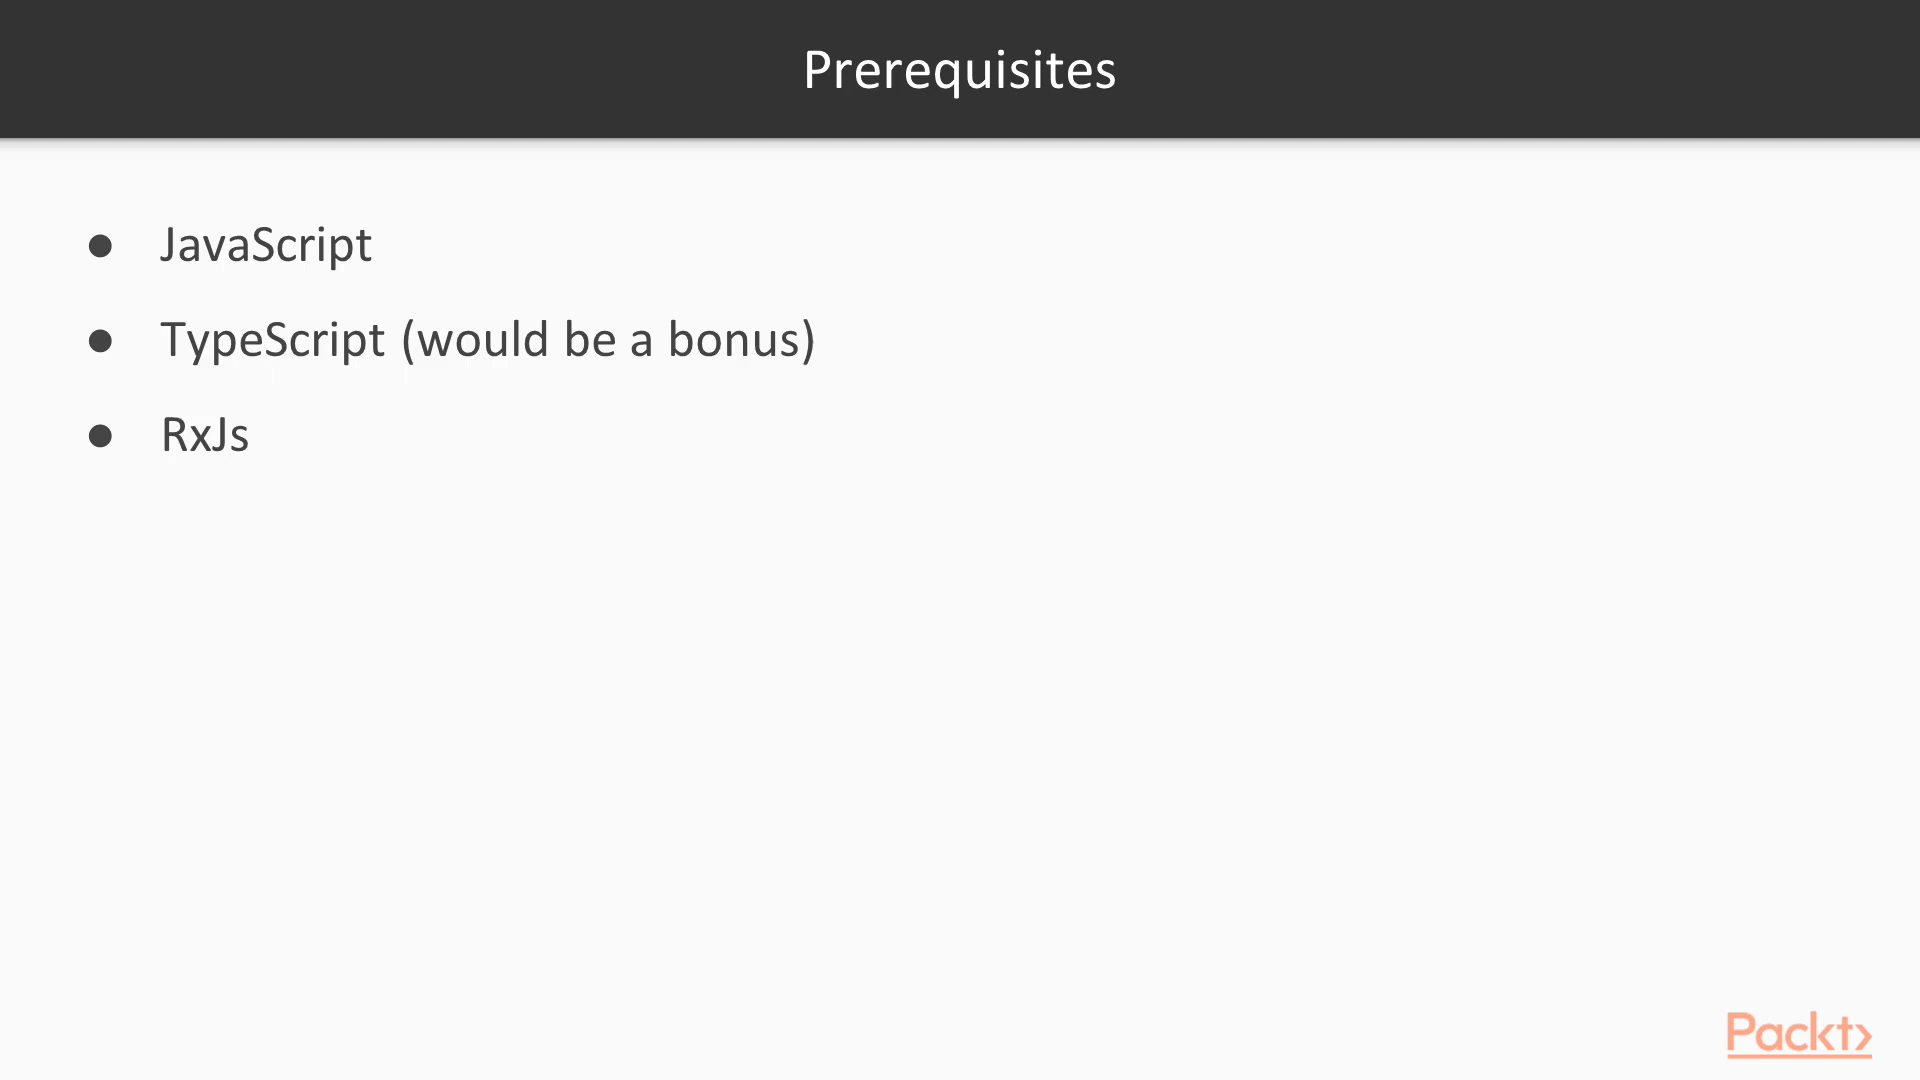 Prerequisites
● JavaScript
● TypeScript (would be a bonus)
● RxJs
Packt>